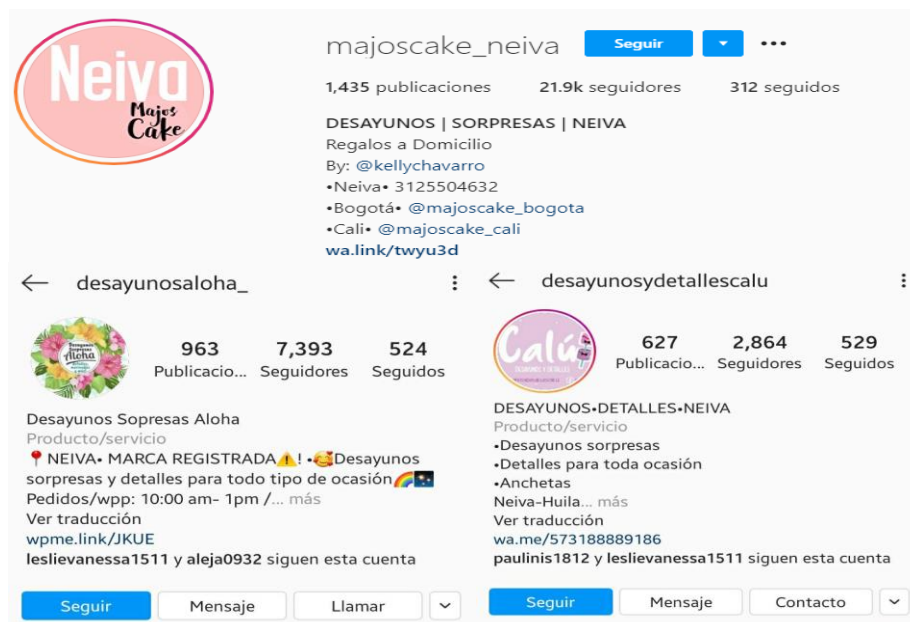 Neiva
Majos
Cake
majoscake_neiva
Seguir
1,435 publicaciones 21.9k seguidores 312 seguidos
DESAYUNOS | SORPRESAS | NEIVA
Regalos a Domicilio
By: @kellychavarro
•Neiva• 3125504632
•Bogotá• @majoscake_bogota
•Cali• @majoscake_cali
wa.link/twyu3d
desayunosaloha_
Desayunos
Sorpresas
Aloha
963 7,393 524
Publicacio... Seguidores Seguidos
Desayunos Sopresas Aloha
Producto/servicio
📍NEIVA• MARCA REGISTRADA⚠️! •🥰Desayunos
sorpresas y detalles para todo tipo de ocasión🌈🌠
Pedidos/wpp: 10:00 am- 1pm /... más
Ver traducción
wpme.link/JKUE
leslievanessa1511 y aleja0932 siguen esta cuenta
Seguir Mensaje Llamar
desayunosydetallescalu
Calú
DESAYUNOS Y DETALLES
627 2,864 529
Publicacio... Seguidores Seguidos
DESAYUNOS•DETALLES•NEIVA
Producto/servicio
•Desayunos sorpresas
•Detalles para toda ocasión
•Anchetas
Neiva-Huila... más
Ver traducción
wa.me/573188889186
paulinis1812 y leslievanessa1511 siguen esta cuenta
Seguir Mensaje Contacto